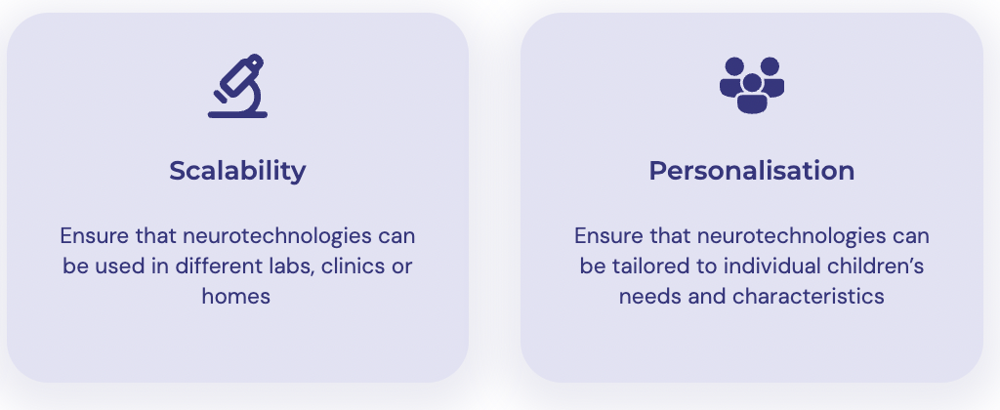 Scalability
Ensure that neurotechnologies can
be used in different labs, clinics or
homes
Personalisation
Ensure that neurotechnologies can
be tailored to individual children’s
needs and characteristics